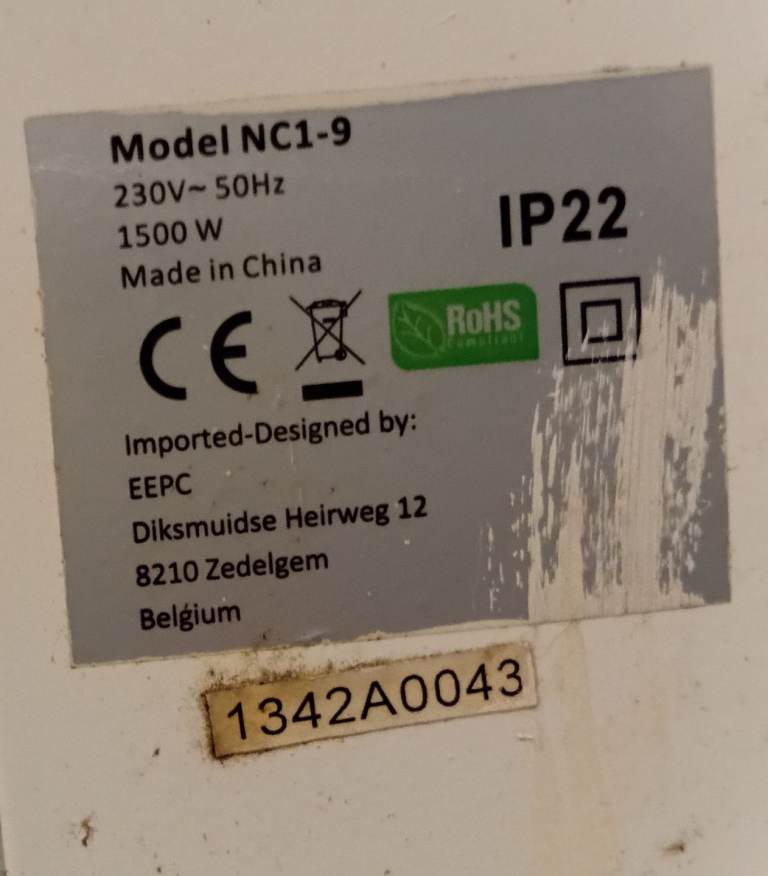 Model NC1-9
230V~ 50Hz
1500 W
Made in China
IP22
CE
RoHS
Compliant
Imported-Designed by:
EEPC
Diksmuidse Heirweg 12
8210 Zedelgem
Belgium
1342A0043